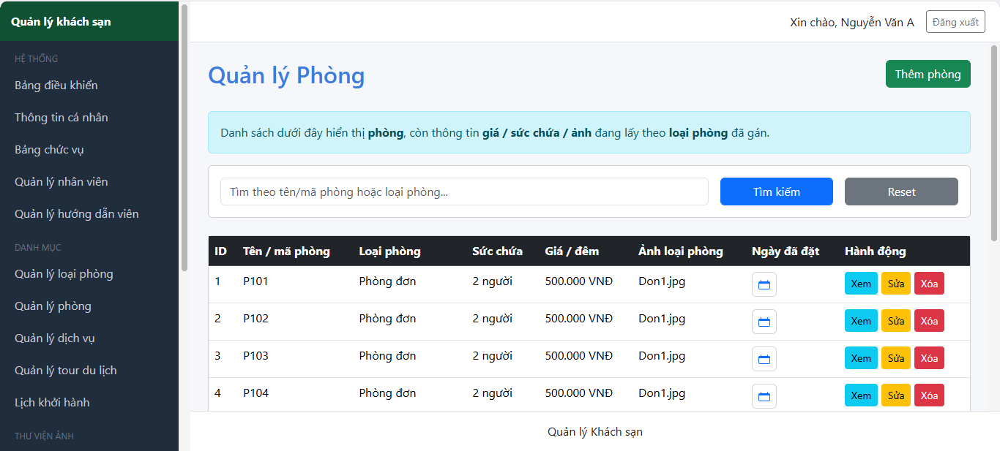 Quản lý khách sạn
HỆ THỐNG
Bảng điều khiển
Thông tin cá nhân
Bảng chức vụ
Quản lý nhân viên
Quản lý hướng dẫn viên
DANH MỤC
Quản lý loại phòng
Quản lý phòng
Quản lý dịch vụ
Quản lý tour du lịch
Lịch khởi hành
THƯ VIỆN ẢNH
Xin chào, Nguyễn Văn A Đăng xuất
Quản lý Phòng Thêm phòng
Danh sách dưới đây hiển thị phòng, còn thông tin giá / sức chứa / ảnh đang lấy theo loại phòng đã gán.
Tìm theo tên/mã phòng hoặc loại phòng... Tìm kiếm Reset
ID Tên / mã phòng Loại phòng Sức chứa Giá / đêm Ảnh loại phòng Ngày đã đặt Hành động
1 P101 Phòng đơn 2 người 500.000 VNĐ Don1.jpg Xem Sửa Xóa
2 P102 Phòng đơn 2 người 500.000 VNĐ Don1.jpg Xem Sửa Xóa
3 P103 Phòng đơn 2 người 500.000 VNĐ Don1.jpg Xem Sửa Xóa
4 P104 Phòng đơn 2 người 500.000 VNĐ Don1.jpg Xem Sửa Xóa
Quản lý Khách sạn